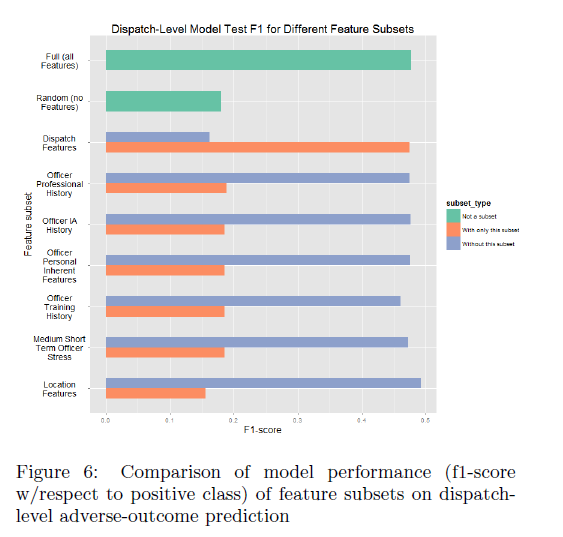 Dispatch-Level Model Test F1 for Different Feature Subsets
Feature subset
Full (all
Features)
Random (no
Features)
Dispatch
Features
Officer
Professional
History
Officer IA
History
Officer
Personal
Inherent
Features
Officer
Training
History
Medium Short
Term Officer
Stress
Location
Features
0.0 0.1 0.2 0.3 0.4 0.5
F1-score
subset_type
Not a subset
With only this subset
Without this subset
Figure 6: Comparison of model performance (f1-score
w/respect to positive class) of feature subsets on dispatch-
level adverse-outcome prediction